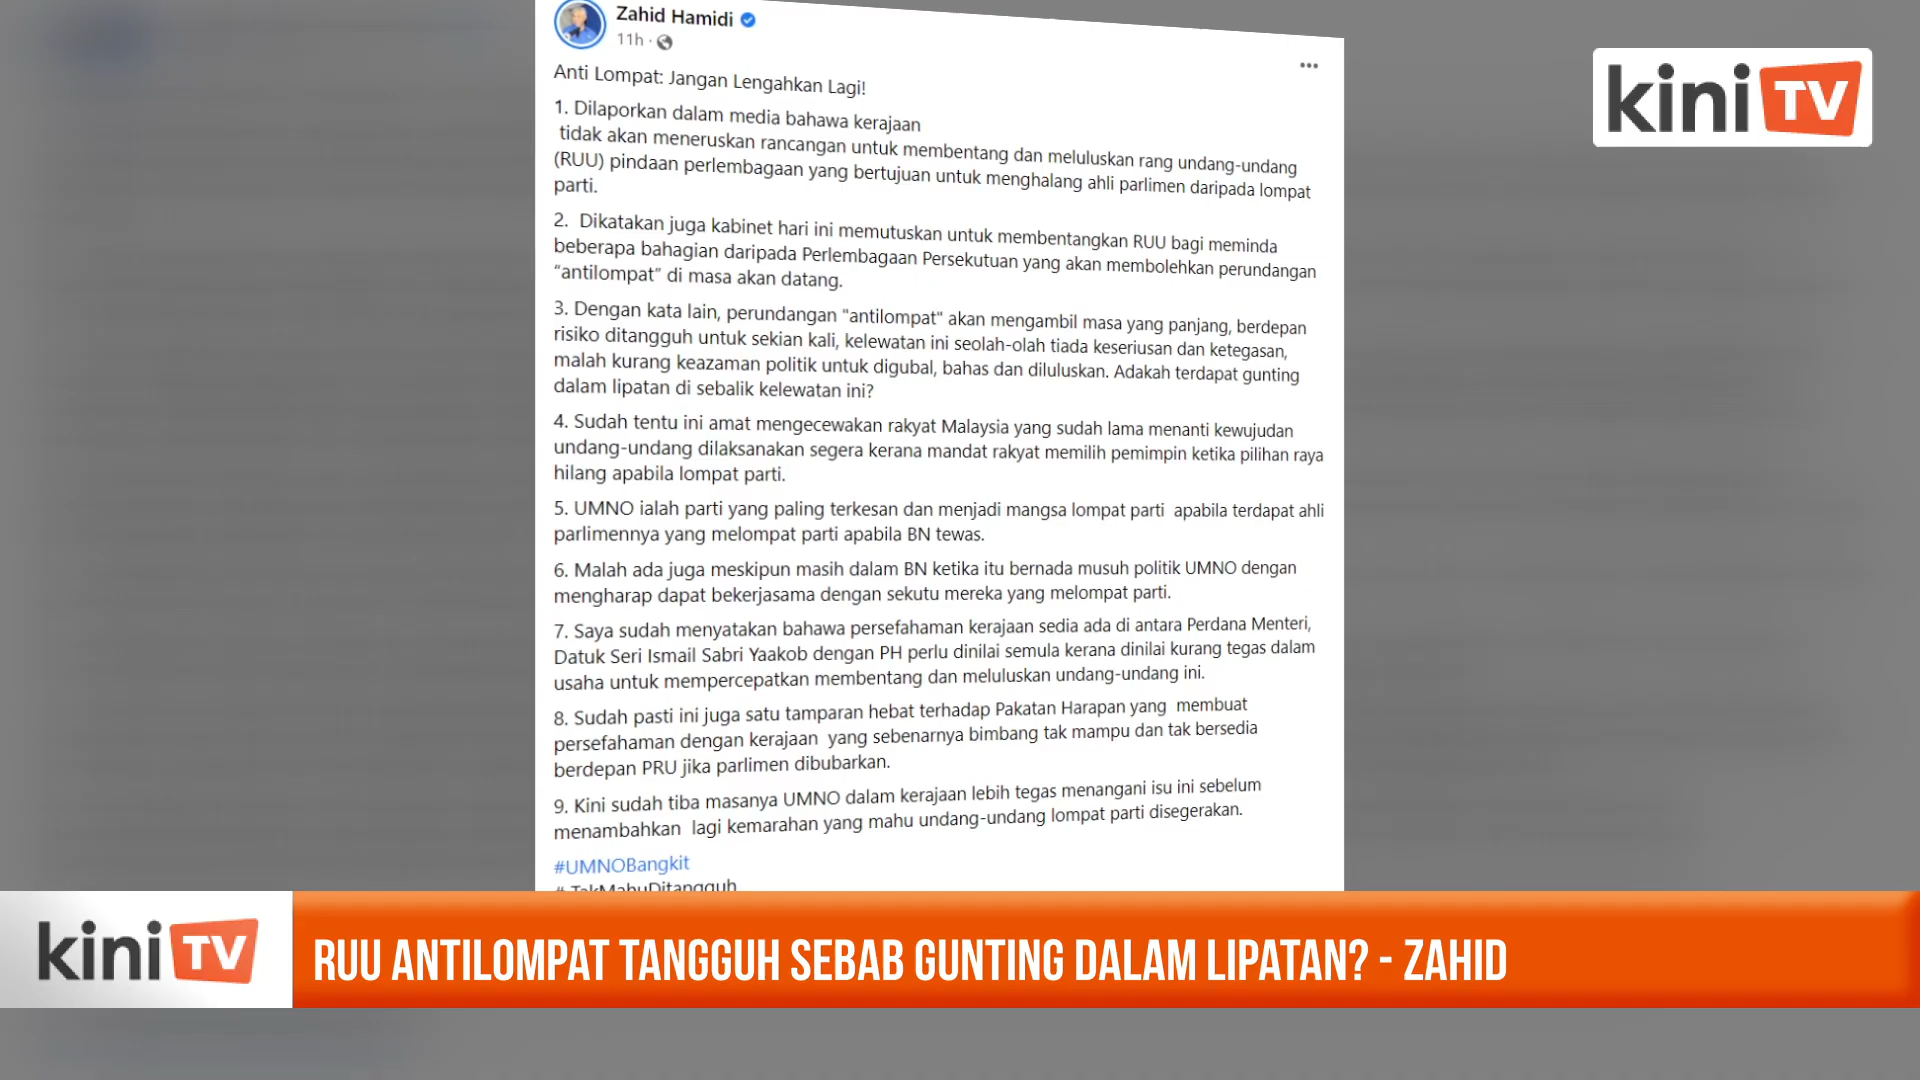 Zahid Hamidi
11h ·
Anti Lompat: Jangan Lengahkan Lagi!
1. Dilaporkan dalam media bahawa kerajaan
tidak akan meneruskan rancangan untuk membentang dan meluluskan rang undang-undang
(RUU) pindaan perlembagaan yang bertujuan untuk menghalang ahli parlimen daripada lompat
parti.
2. Dikatakan juga kabinet hari ini memutuskan untuk membentangkan RUU bagi meminda
beberapa bahagian daripada Perlembagaan Persekutuan yang akan membolehkan perundangan
“antilompat” di masa akan datang.
3. Dengan kata lain, perundangan "antilompat" akan mengambil masa yang panjang, berdepan
risiko ditangguh untuk sekian kali, kelewatan ini seolah-olah tiada keseriusan dan ketegasan,
malah kurang keazaman politik untuk digubal, bahas dan diluluskan. Adakah terdapat gunting
dalam lipatan di sebalik kelewatan ini?
4. Sudah tentu ini amat mengecewakan rakyat Malaysia yang sudah lama menanti kewujudan
undang-undang dilaksanakan segera kerana mandat rakyat memilih pemimpin ketika pilihan raya
hilang apabila lompat parti.
5. UMNO ialah parti yang paling terkesan dan menjadi mangsa lompat parti apabila terdapat ahli
parlimennya yang melompat parti apabila BN tewas.
6. Malah ada juga meskipun masih dalam BN ketika itu bernada musuh politik UMNO dengan
mengharap dapat bekerjasama dengan sekutu mereka yang melompat parti.
7. Saya sudah menyatakan bahawa persefahaman kerajaan sedia ada di antara Perdana Menteri,
Datuk Seri Ismail Sabri Yaakob dengan PH perlu dinilai semula kerana dinilai kurang tegas dalam
usaha untuk mempercepatkan membentang dan meluluskan undang-undang ini.
8. Sudah pasti ini juga satu tamparan hebat terhadap Pakatan Harapan yang membuat
persefahaman dengan kerajaan yang sebenarnya bimbang tak mampu dan tak bersedia
berdepan PRU jika parlimen dibubarkan.
9. Kini sudah tiba masanya UMNO dalam kerajaan lebih tegas menangani isu ini sebelum
menambahkan lagi kemarahan yang mahu undang-undang lompat parti disegerakan.
#UMNOBangkit
# TakMahuDitangguh
kini TV
kini TV
RUU ANTILOMPAT TANGGUH SEBAB GUNTING DALAM LIPATAN? - ZAHID